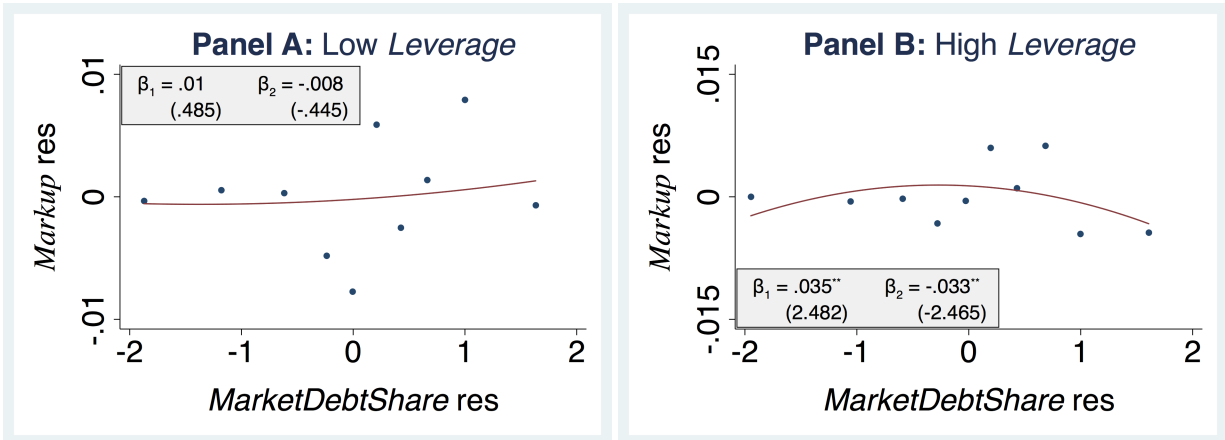 Panel A: Low Leverage
β1 = .01 β2 = -.008
(.485) (-.445)
.01
0
-.01
Markup res
-2 -1 0 1 2
MarketDebtShare res
Panel B: High Leverage
.015
0
-.015
Markup res
β1 = .035** β2 = -.033**
(2.482) (-2.465)
-2 -1 0 1 2
MarketDebtShare res